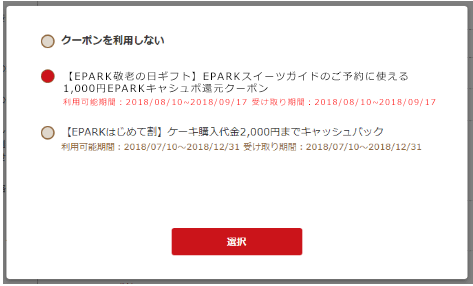 クーポンを利用しない
【EPARK敬老の日ギフト】EPARKスイーツガイドのご予約に使える
1,000円EPARKキャシュポ還元クーポン
利用可能期間：2018/08/10~2018/09/17 受け取り期間：2018/08/10~2018/09/17
【EPARKはじめて割】ケーキ購入代金2,000円までキャッシュバック
利用可能期間：2018/07/10～2018/12/31 受け取り期間：2018/07/10～2018/12/31
選択